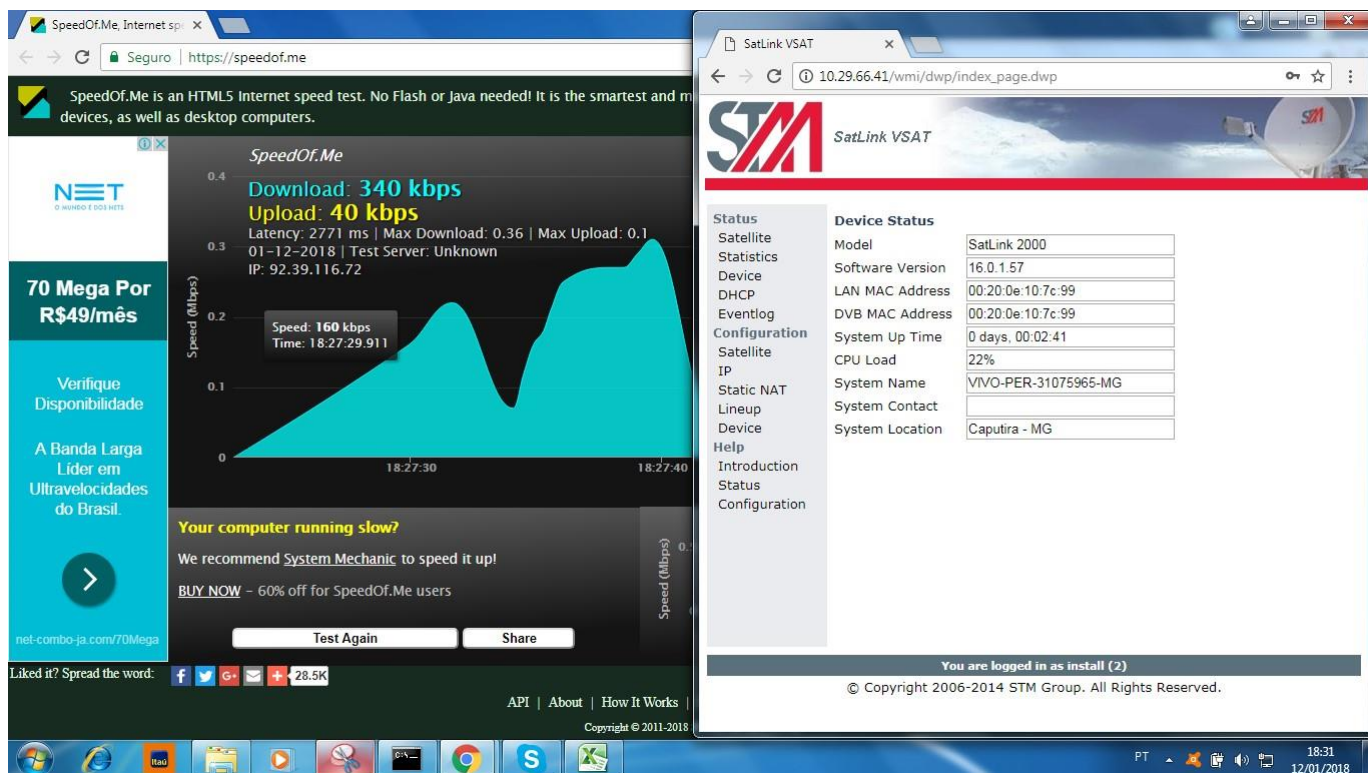 SpeedOf.Me, Internet spe
Seguro | https://speedof.me
SpeedOf.Me is an HTML5 Internet speed test. No Flash or Java needed! It is the smartest and m
devices, as well as desktop computers.
NET
O MUNDO É DOS NETS
70 Mega Por
R$49/mês
Verifique
Disponibilidade
A Banda Larga
Líder em
Ultravelocidades
do Brasil.
net-combo-ja.com/70Mega
SpeedOf.Me
Download: 340 kbps
Upload: 40 kbps
Latency: 2771 ms | Max Download: 0.36 | Max Upload: 0.1
01-12-2018 | Test Server: Unknown
IP: 92.39.116.72
Speed (Mbps)
0.4
0.3
0.2
0.1
0
Speed: 160 kbps
Time: 18:27:29.911
18:27:30
18:27:40
Your computer running slow?
We recommend System Mechanic to speed it up!
BUY NOW – 60% off for SpeedOf.Me users
Speed (Mbps)
Test Again
Share
Liked it? Spread the word:
28.5K
API | About | How It Works |
Copyright © 2011-2018
SatLink VSAT
10.29.66.41/wmi/dwp/index_page.dwp
STM
SatLink VSAT
STM
Status
Satellite
Statistics
Device
DHCP
Eventlog
Configuration
Satellite
IP
Static NAT
Lineup
Device
Help
Introduction
Status
Configuration
Device Status
Model SatLink 2000
Software Version 16.0.1.57
LAN MAC Address 00:20:0e:10:7c:99
DVB MAC Address 00:20:0e:10:7c:99
System Up Time 0 days, 00:02:41
CPU Load 22%
System Name VIVO-PER-31075965-MG
System Contact
System Location Caputira - MG
You are logged in as install (2)
© Copyright 2006-2014 STM Group. All Rights Reserved.
Itaú
C:\_
PT
18:31
12/01/2018